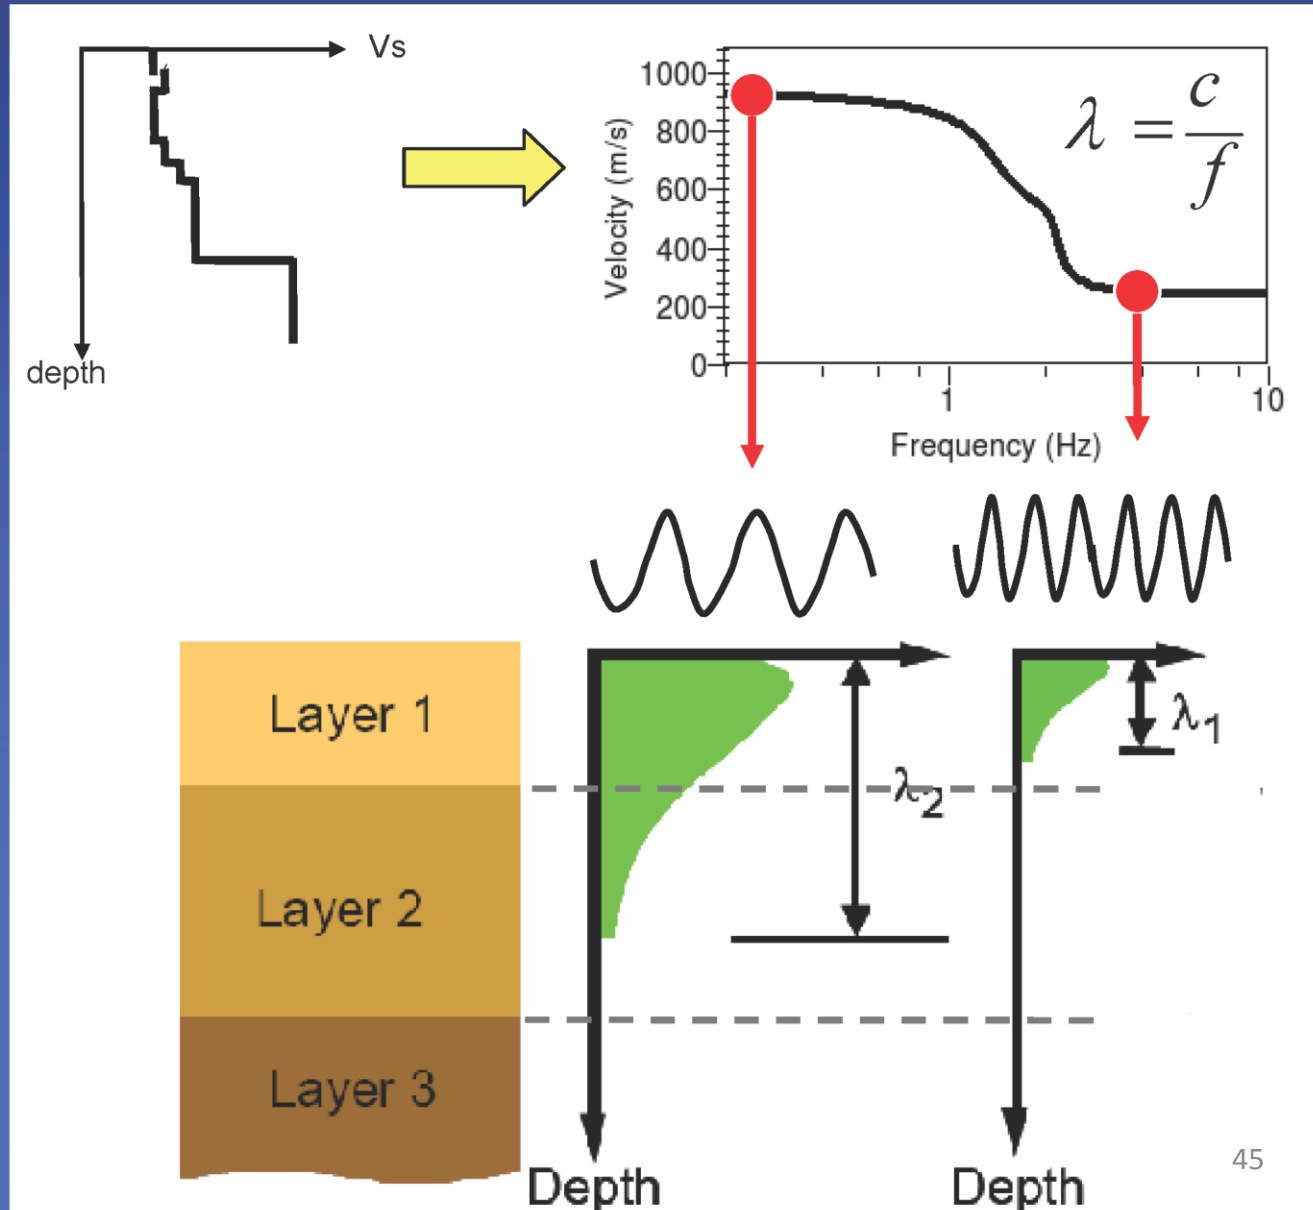 Vs
depth
1000
800
600
400
200
0
Velocity (m/s)
λ = c/f
1
10
Frequency (Hz)
Layer 1
Layer 2
Layer 3
λ2
λ1
Depth
Depth
45